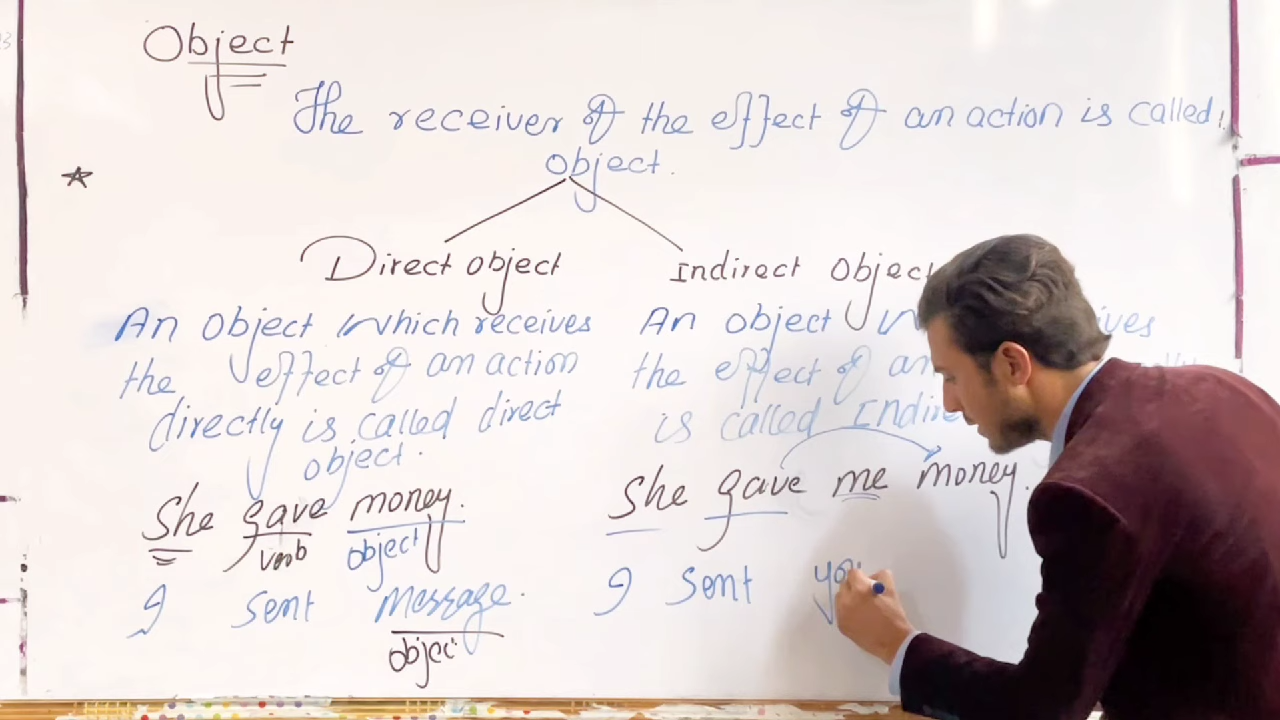 Object
The receiver of the effect of an action is called
object.
Direct object
Indirect Object
An Object which receives
the effect of an action
directly is called direct
object.
She gave money.
verb object
I sent message.
object
An object
the effect of an
is called Indire
She gave me money.
I sent you